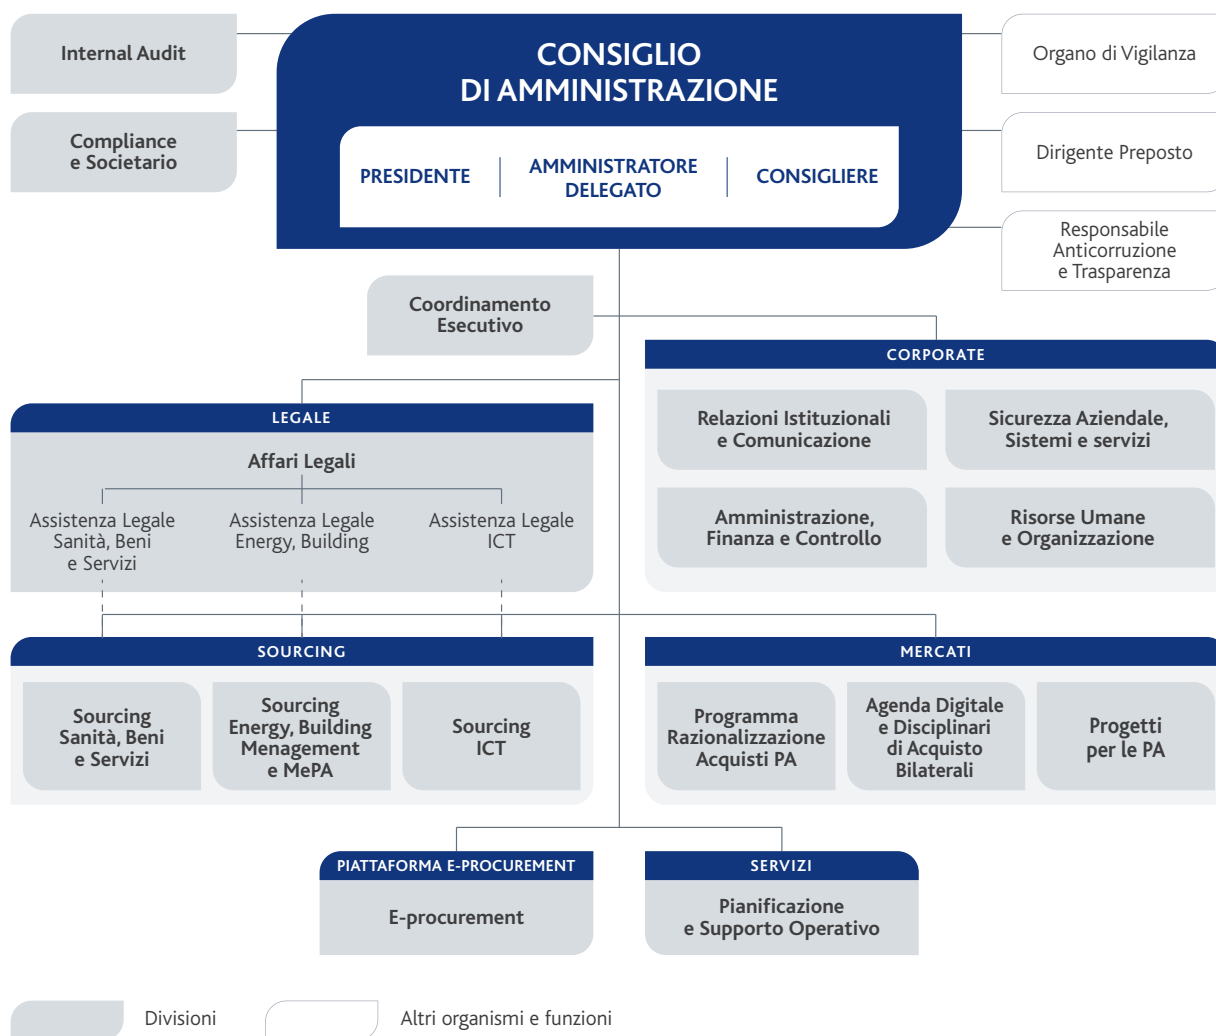 Internal Audit
Compliance
e Societario
CONSIGLIO
DI AMMINISTRAZIONE
PRESIDENTE
AMMINISTRATORE
DELEGATO
CONSIGLIERE
Organo di Vigilanza
Dirigente Preposto
Responsabile
Anticorruzione
e Trasparenza
Coordinamento
Esecutivo
CORPORATE
Relazioni Istituzionali
e Comunicazione
Sicurezza Aziendale,
Sistemi e servizi
Amministrazione,
Finanza e Controllo
Risorse Umane
e Organizzazione
LEGALE
Affari Legali
Assistenza Legale
Sanità, Beni
e Servizi
Assistenza Legale
Energy, Building
Assistenza Legale
ICT
SOURCING
Sourcing
Sanità, Beni
e Servizi
Sourcing
Energy, Building
Menagement
e MePA
Sourcing
ICT
MERCATI
Programma
Razionalizzazione
Acquisti PA
Agenda Digitale
e Disciplinari
di Acquisto
Bilaterali
Progetti
per le PA
PIATTAFORMA E-PROCUREMENT
E-procurement
SERVIZI
Pianificazione
e Supporto Operativo
Divisioni
Altri organismi e funzioni